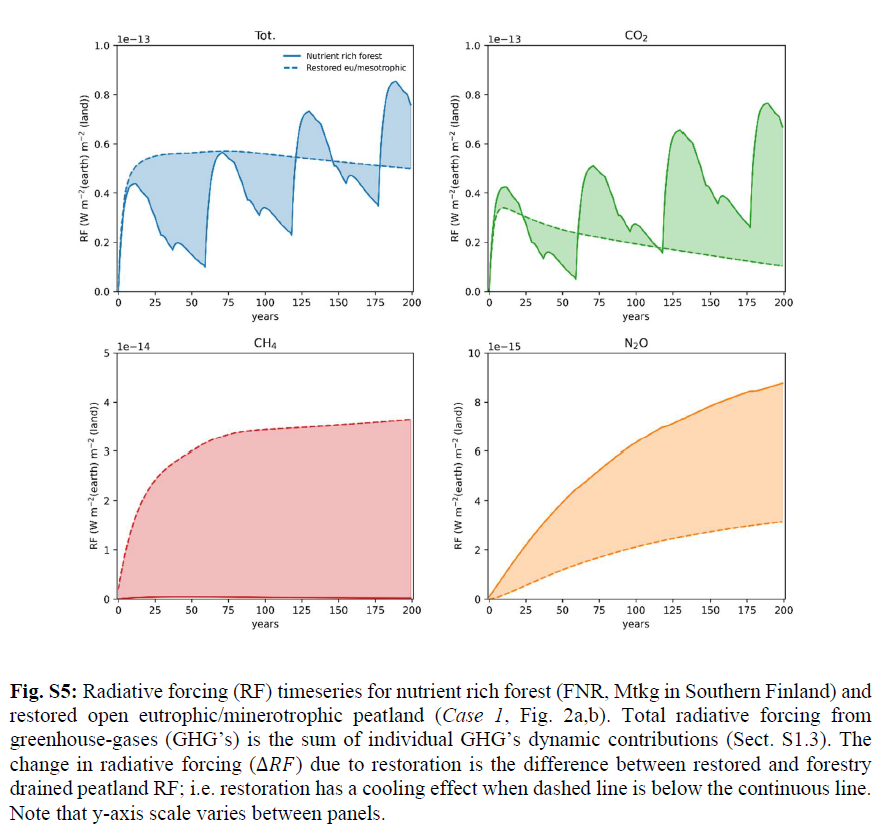 Tot.
1e−13
1.0
0.8
0.6
0.4
0.2
0.0
RF (W m⁻²(earth) m⁻² (land))
Nutrient rich forest
Restored eu/mesotrophic
0 25 50 75 100 125 150 175 200
years
CO₂
1e−13
1.0
0.8
0.6
0.4
0.2
0.0
RF (W m⁻²(earth) m⁻² (land))
0 25 50 75 100 125 150 175 200
years
CH₄
1e−14
5
4
3
2
1
0
RF (W m⁻²(earth) m⁻² (land))
0 25 50 75 100 125 150 175 200
years
N₂O
1e−15
10
8
6
4
2
0
RF (W m⁻²(earth) m⁻² (land))
0 25 50 75 100 125 150 175 200
years
Fig. S5: Radiative forcing (RF) timeseries for nutrient rich forest (FNR, Mtkg in Southern Finland) and
restored open eutrophic/minerotrophic peatland (Case 1, Fig. 2a,b). Total radiative forcing from
greenhouse-gases (GHG's) is the sum of individual GHG's dynamic contributions (Sect. S1.3). The
change in radiative forcing (ΔRF) due to restoration is the difference between restored and forestry
drained peatland RF; i.e. restoration has a cooling effect when dashed line is below the continuous line.
Note that y-axis scale varies between panels.